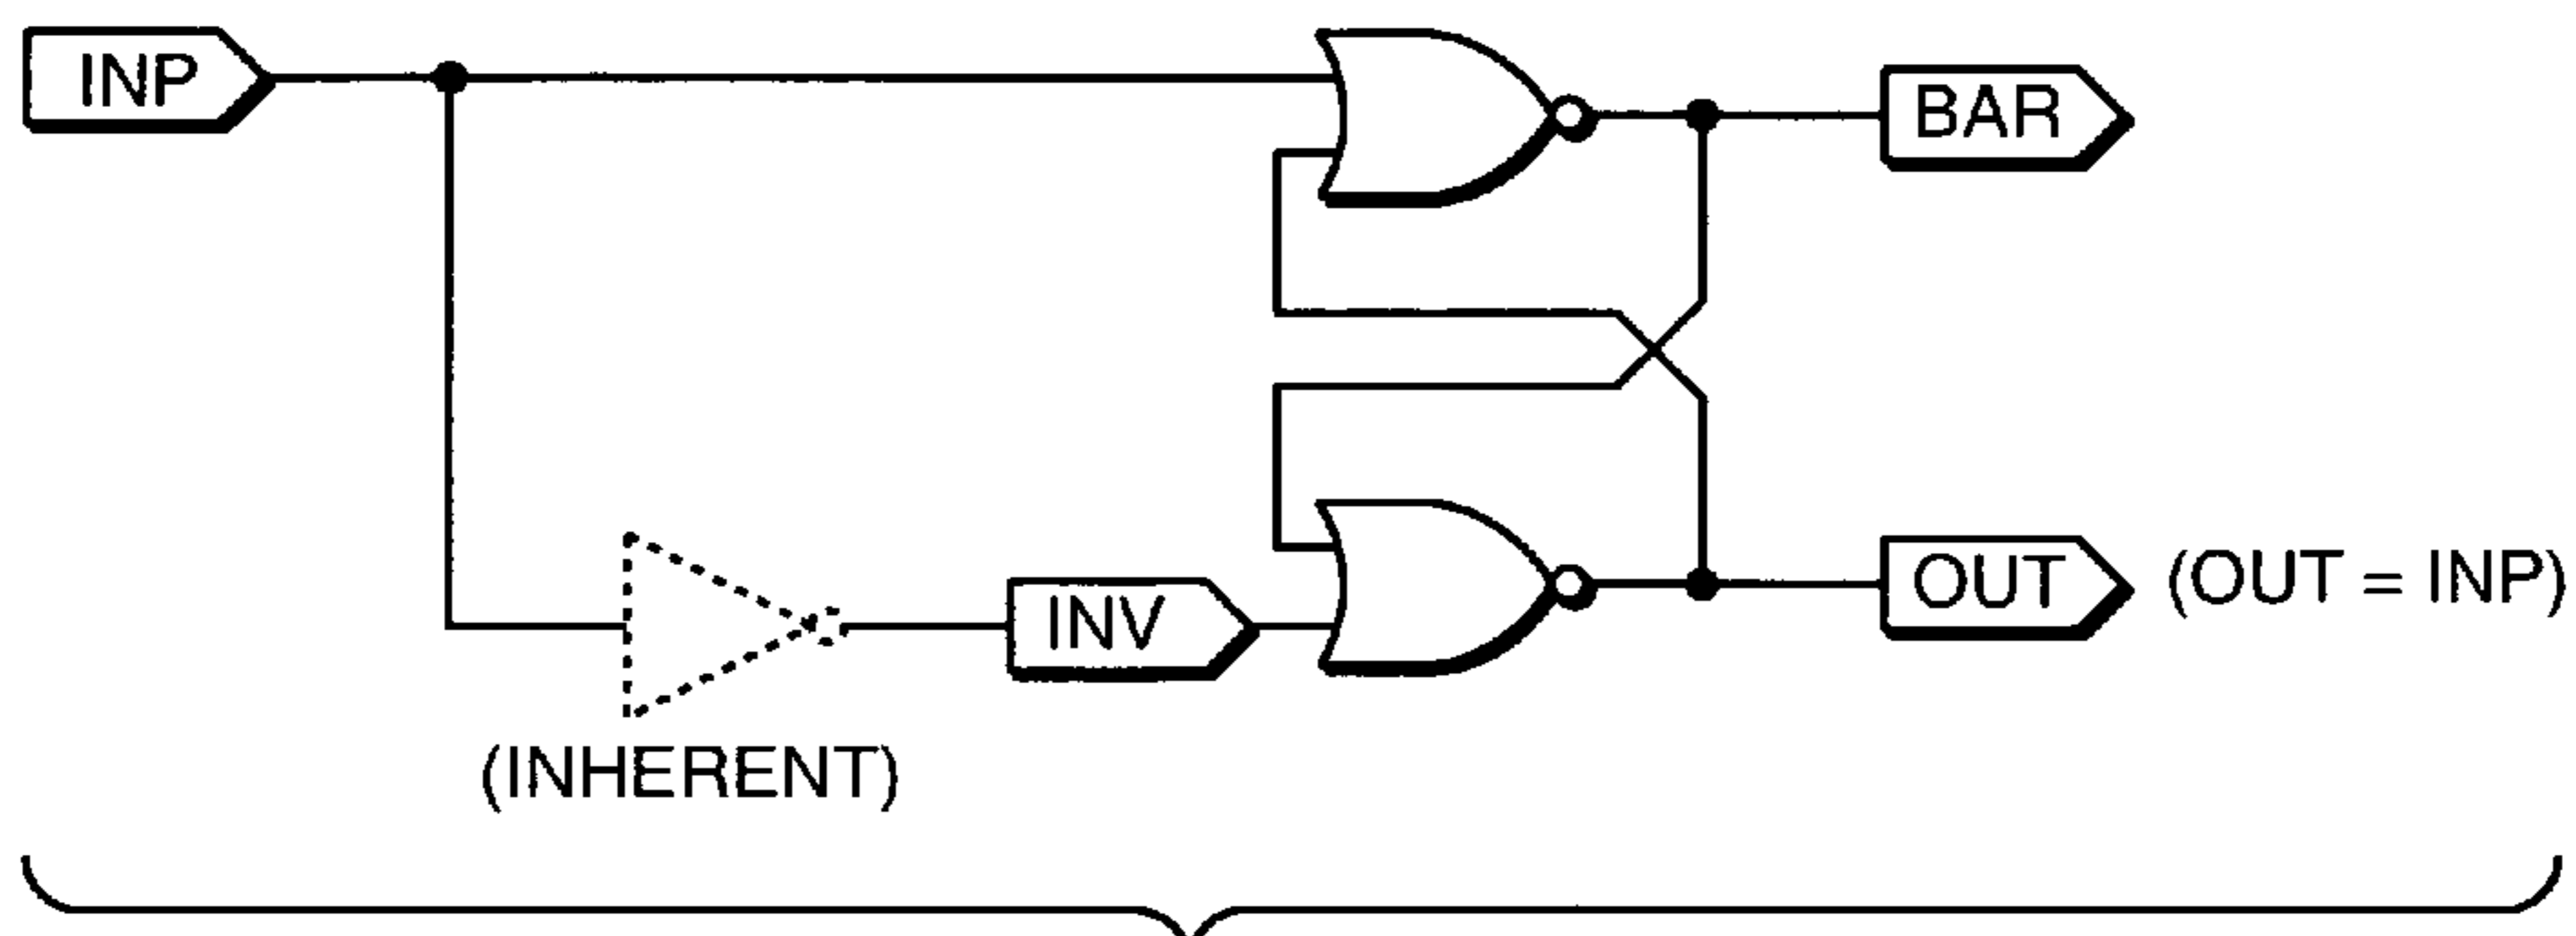 INP
BAR
INV
OUT (OUT = INP)
(INHERENT)